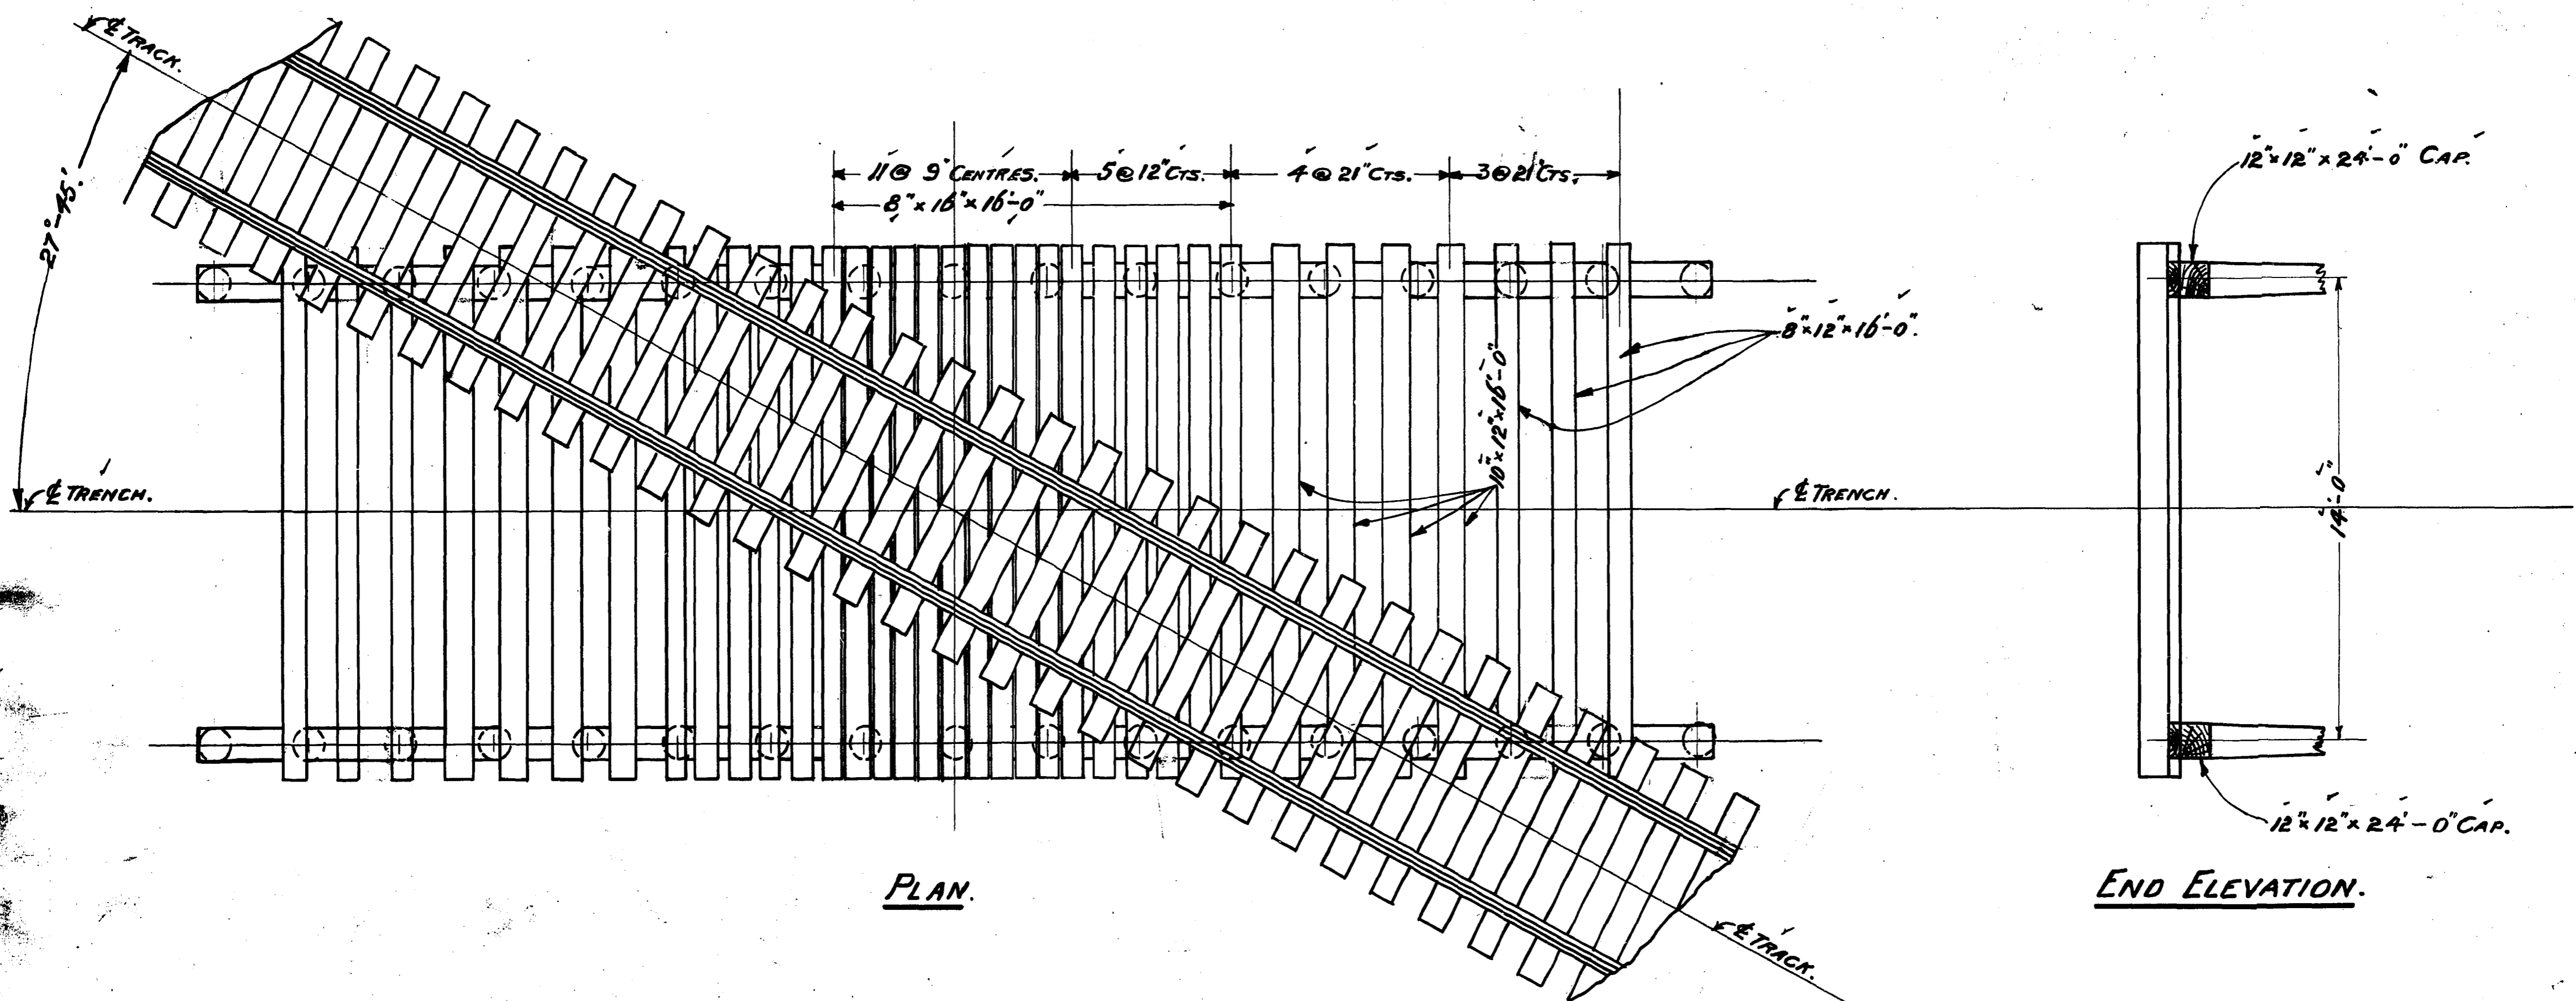 ℄ TRACK.
27°-45'.
11 @ 9" CENTRES.
5 @ 12" CTS.
4 @ 21" CTS.
3 @ 21" CTS.
8" x 16" x 16'-0"
12" x 12" x 24'-0" CAP.
8" x 12" x 16'-0".
10" x 12" x 16'-0"
℄ TRENCH.
℄ TRENCH.
14'-0"
12" x 12" x 24'-0" CAP.
PLAN.
END ELEVATION.
℄ TRACK.